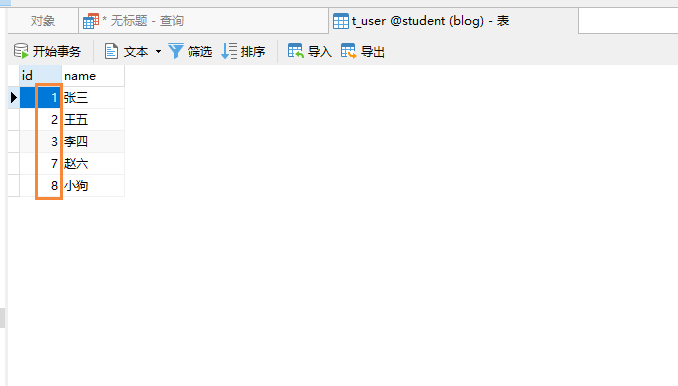 对象 * 无标题 - 查询 t_user @student (blog) - 表
开始事务 文本 筛选 排序 导入 导出
id name
1 张三
2 王五
3 李四
7 赵六
8 小狗